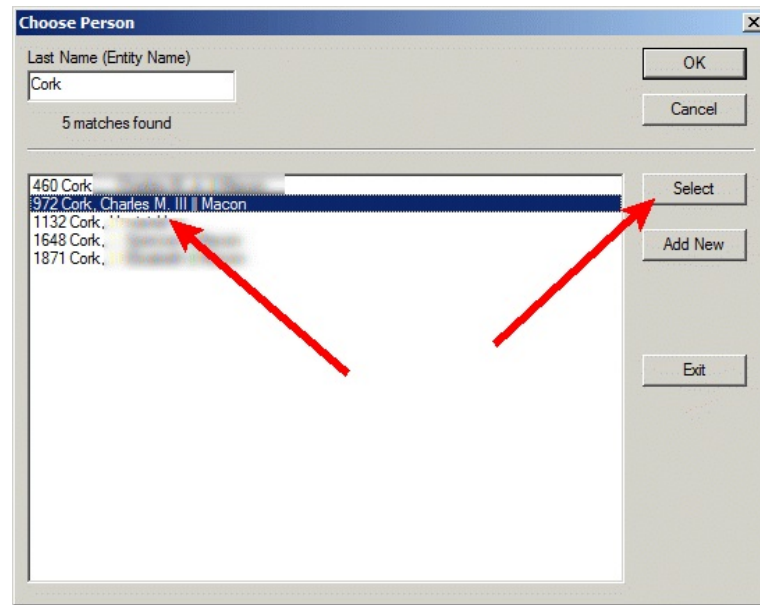 Choose Person
Last Name (Entity Name)
Cork
5 matches found
OK
Cancel
460 Cork
972 Cork, Charles M. III || Macon
1132 Cork,
1648 Cork,
1871 Cork,
Select
Add New
Exit